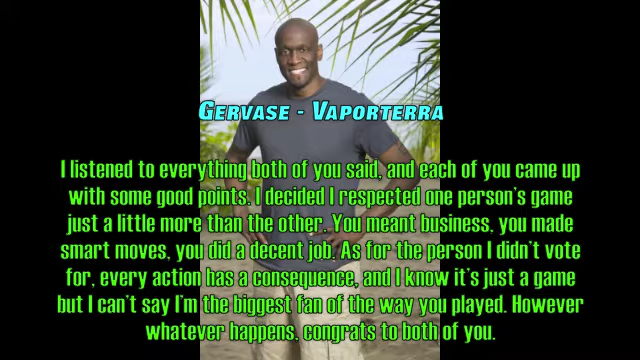 Gervase - Vaporterra
I listened to everything both of you said, and each of you came up
with some good points. I decided I respected one person's game
just a little more than the other. You meant business, you made
smart moves, you did a decent job. As for the person I didn't vote
for, every action has a consequence, and I know it's just a game
but I can't say I'm the biggest fan of the way you played. However
whatever happens, congrats to both of you.